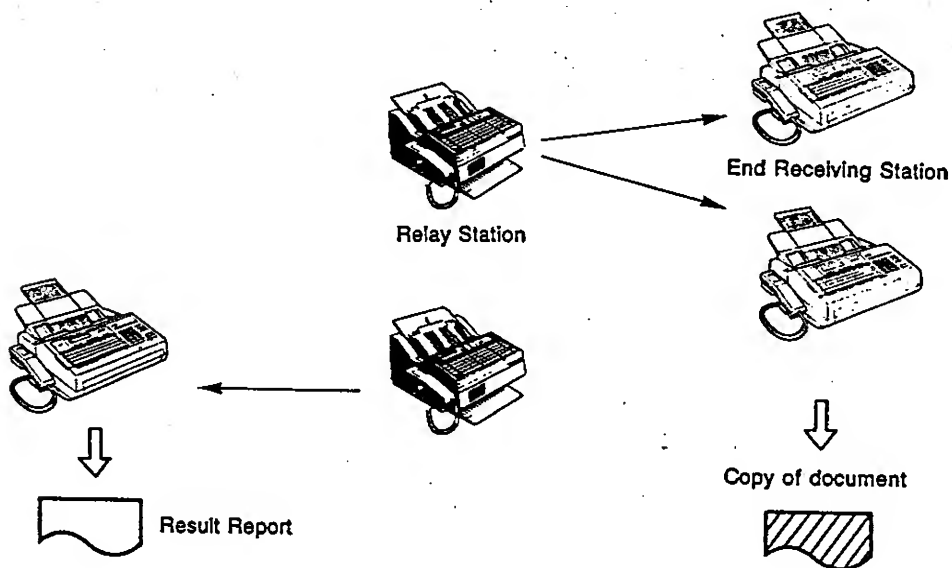 End Receiving Station
Relay Station
Copy of document
Result Report